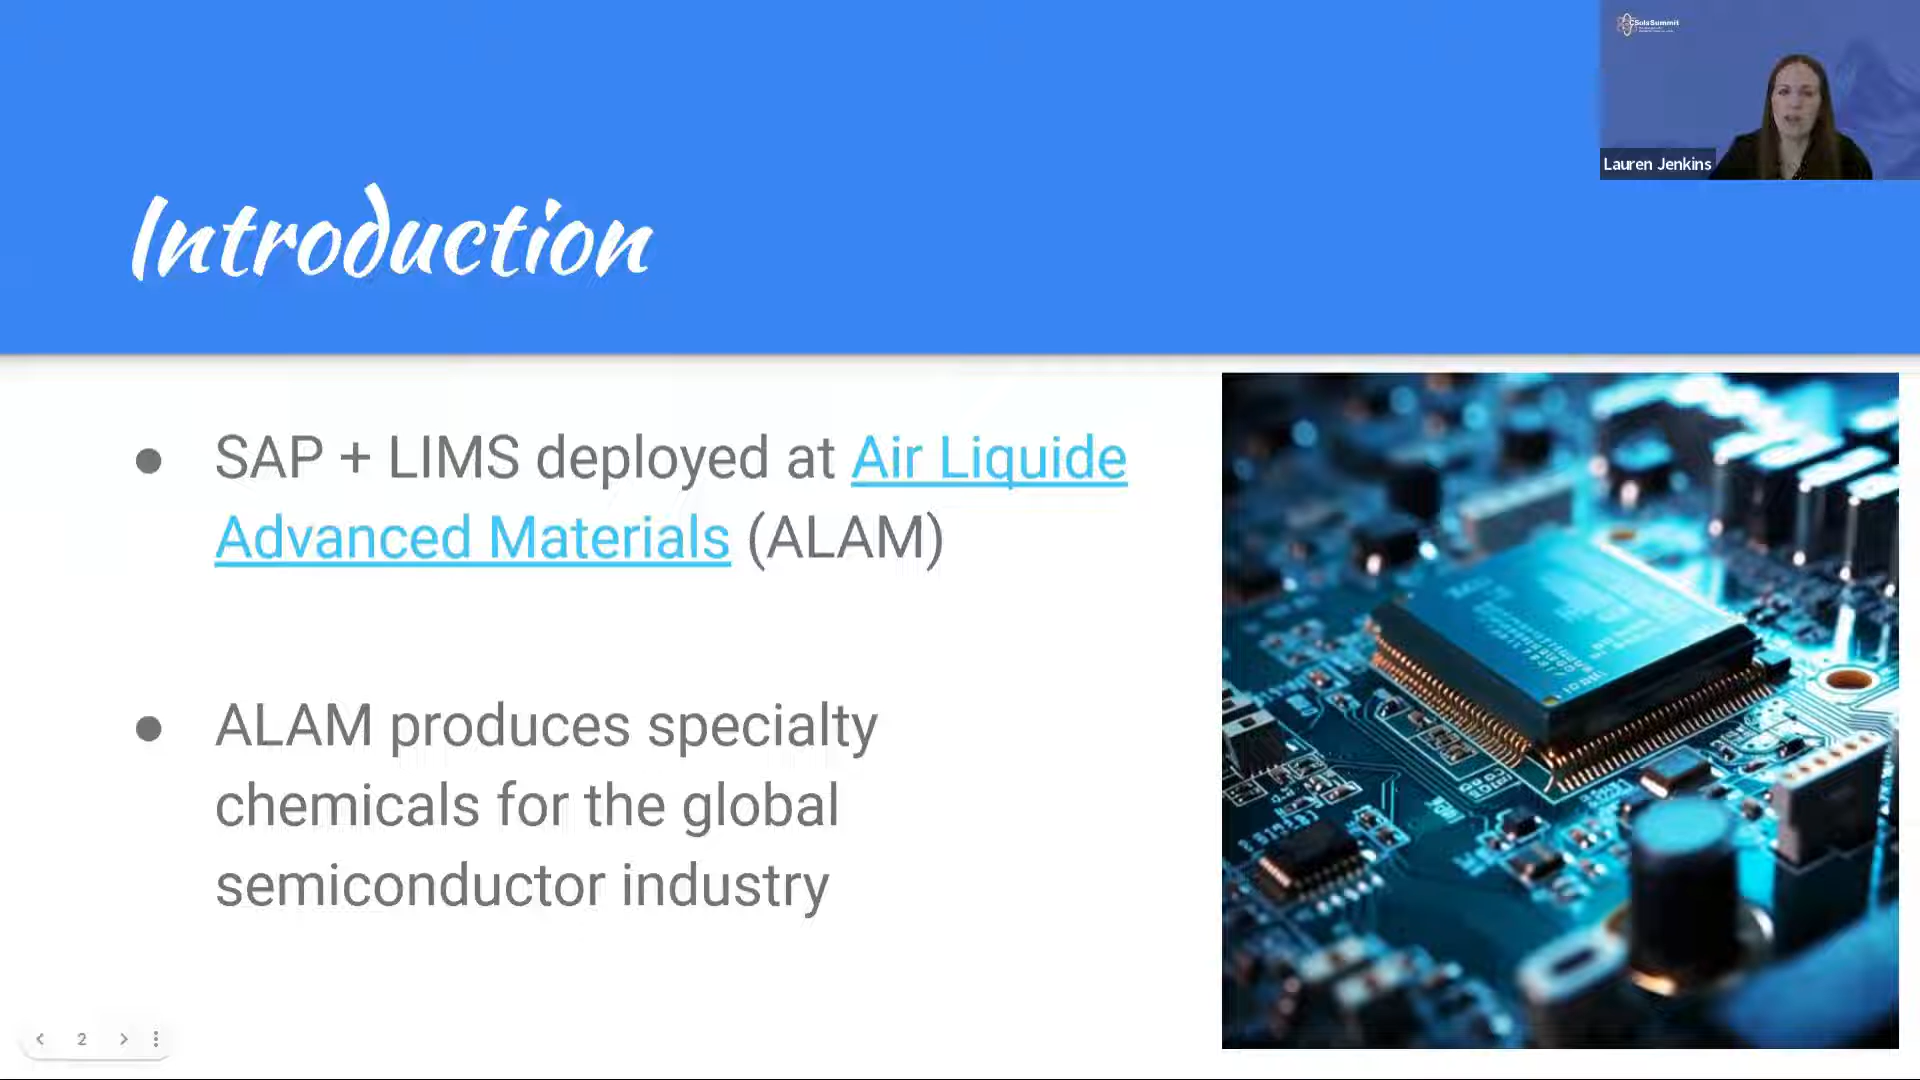 CSolsSummit
Lauren Jenkins
Introduction
● SAP + LIMS deployed at Air Liquide
Advanced Materials (ALAM)
● ALAM produces specialty
chemicals for the global
semiconductor industry
2